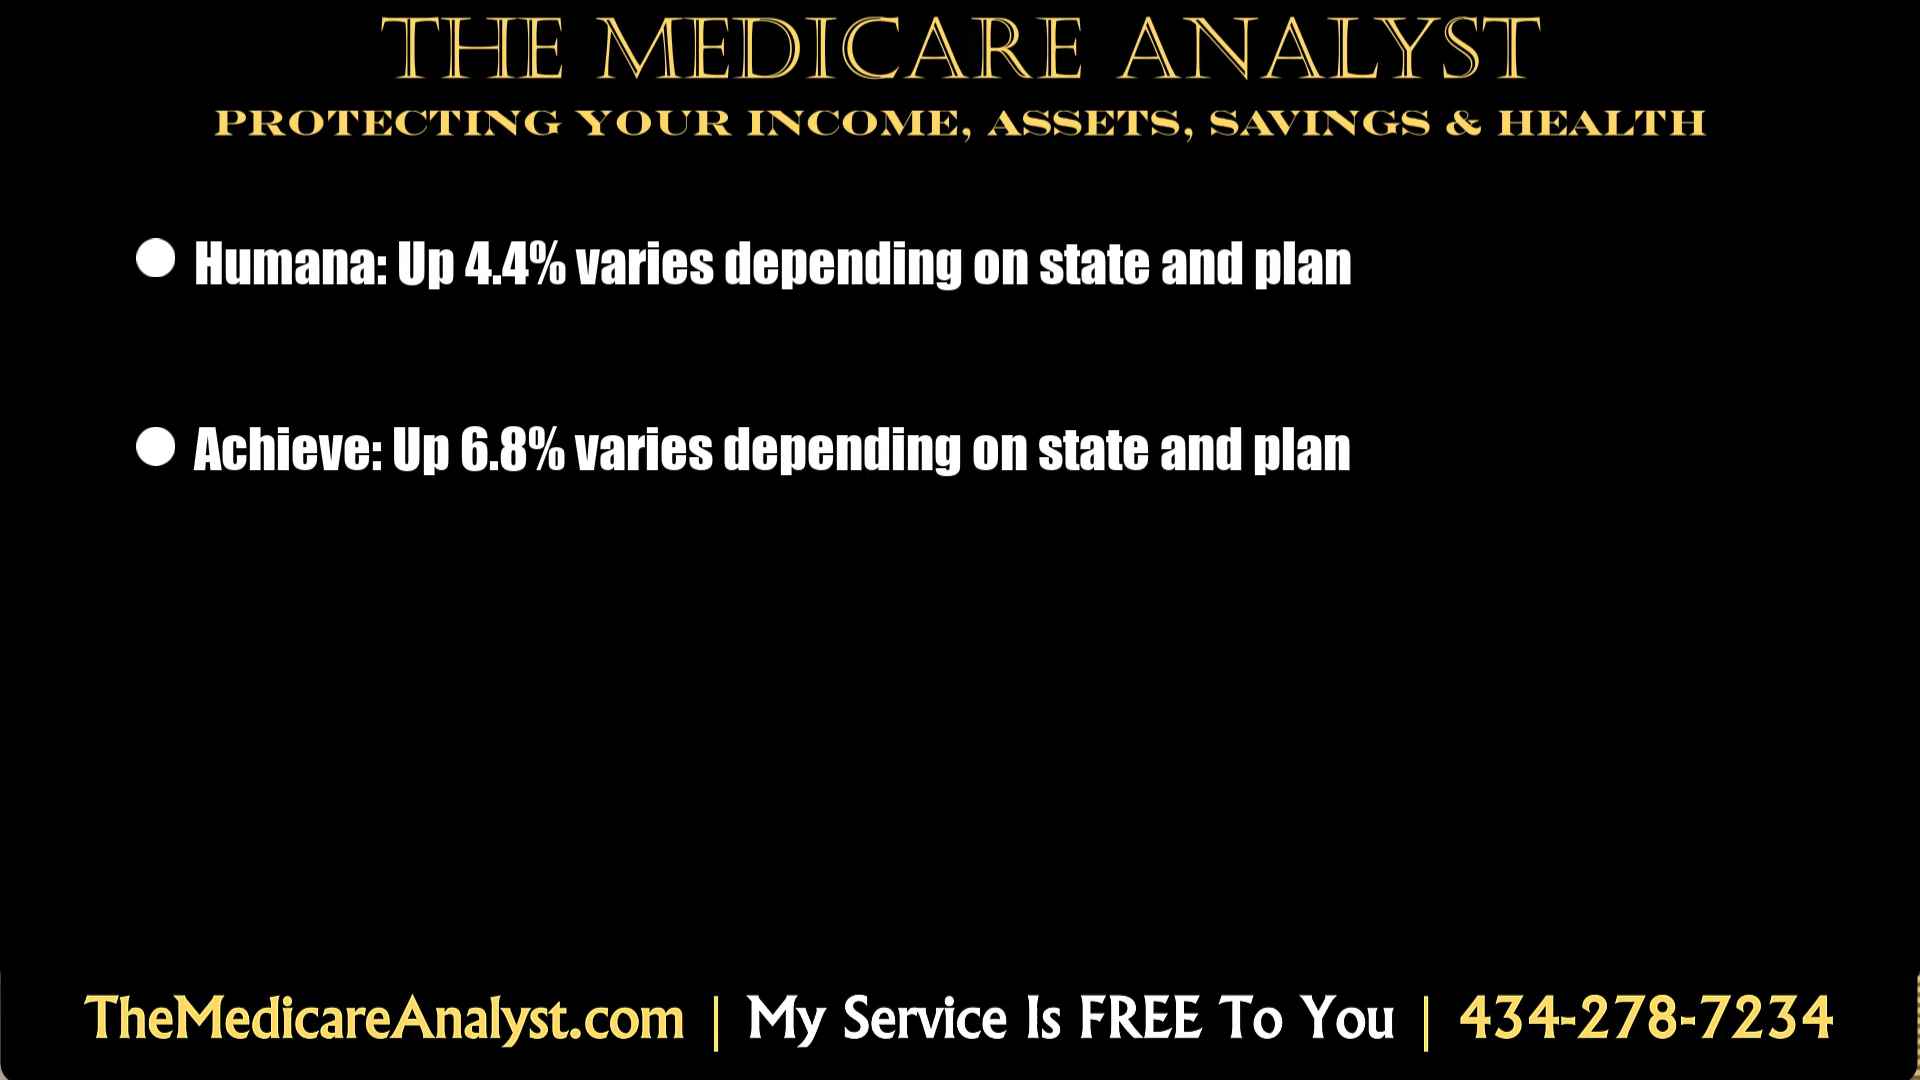 THE MEDICARE ANALYST
PROTECTING YOUR INCOME, ASSETS, SAVINGS & HEALTH
Humana: Up 4.4% varies depending on state and plan
Achieve: Up 6.8% varies depending on state and plan
TheMedicareAnalyst.com | My Service Is FREE To You | 434-278-7234